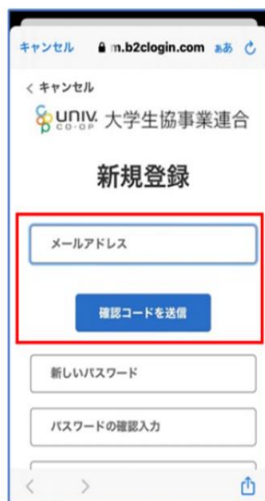 キャンセル m.b2clogin.com ああ
キャンセル
univ. CO-OP 大学生協事業連合
新規登録
メールアドレス
確認コードを送信
新しいパスワード
パスワードの確認入力